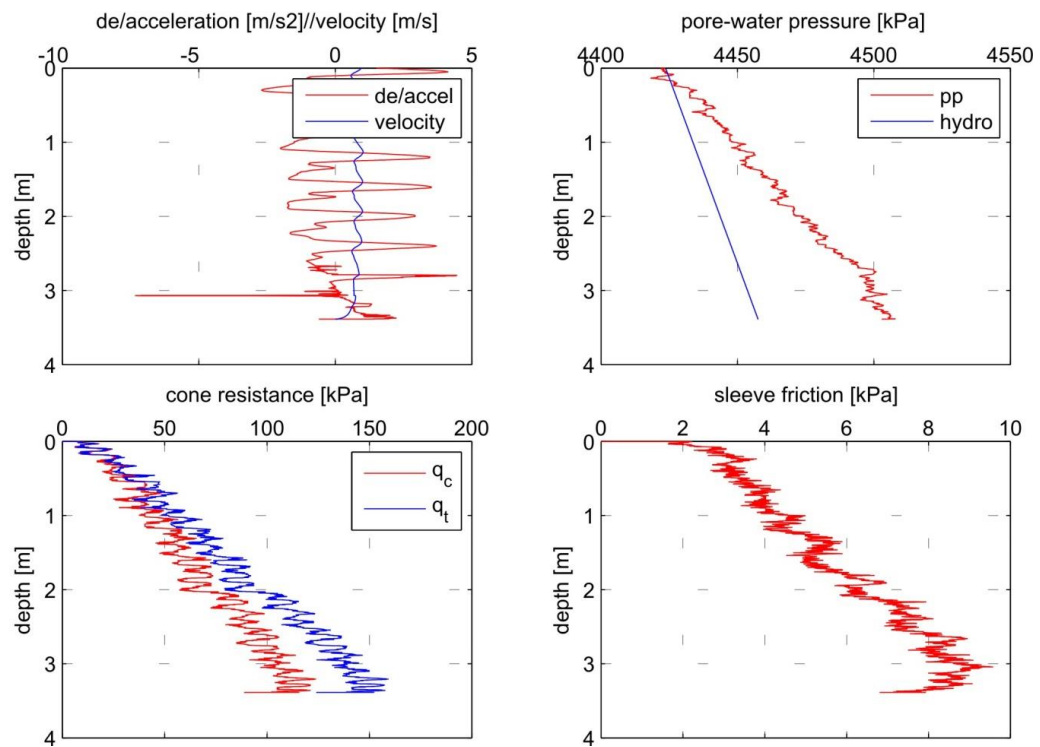 de/acceleration [m/s2]//velocity [m/s]
-10 -5 0 5
0
1
2
3
4
depth [m]
de/accel
velocity
pore-water pressure [kPa]
4400 4450 4500 4550
0
1
2
3
4
depth [m]
pp
hydro
cone resistance [kPa]
0 50 100 150 200
0
1
2
3
4
depth [m]
q_c
q_t
sleeve friction [kPa]
0 2 4 6 8 10
0
1
2
3
4
depth [m]